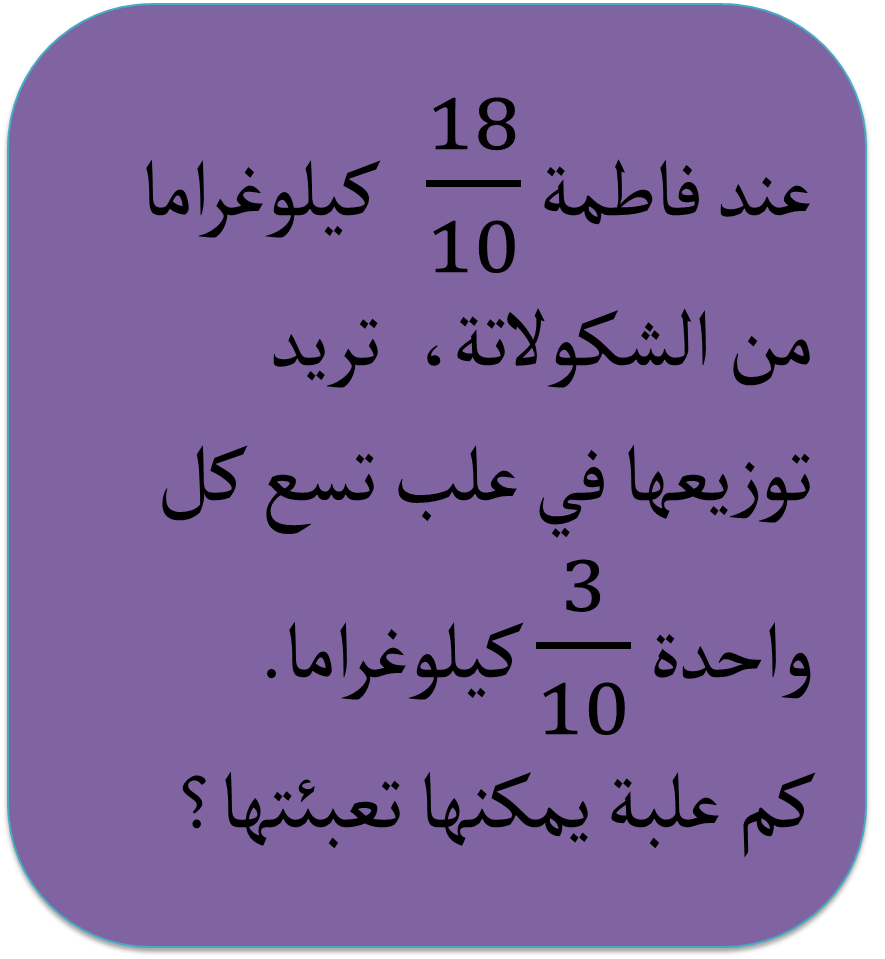 عند فاطمة 18/10 كيلوغراما
من الشكولاتة، تريد
توزيعها في علب تسع كل
واحدة 3/10 كيلوغراما.
كم علبة يمكنها تعبئتها؟